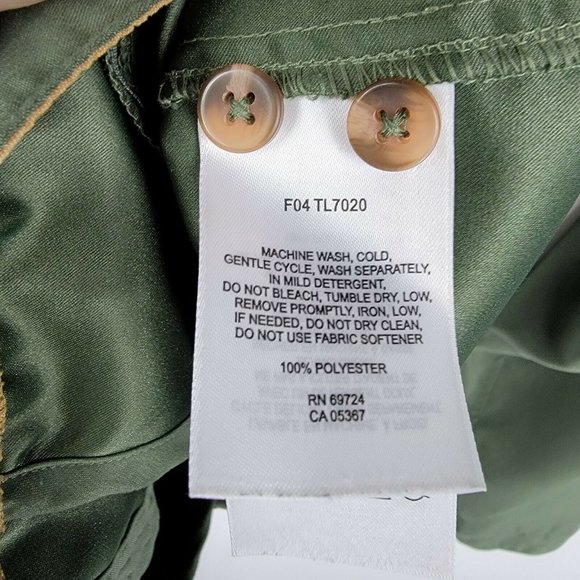 F04 TL7020
MACHINE WASH, COLD,
GENTLE CYCLE, WASH SEPARATELY,
IN MILD DETERGENT,
DO NOT BLEACH, TUMBLE DRY, LOW,
REMOVE PROMPTLY, IRON, LOW,
IF NEEDED, DO NOT DRY CLEAN,
DO NOT USE FABRIC SOFTENER
100% POLYESTER
RN 69724
CA 05367